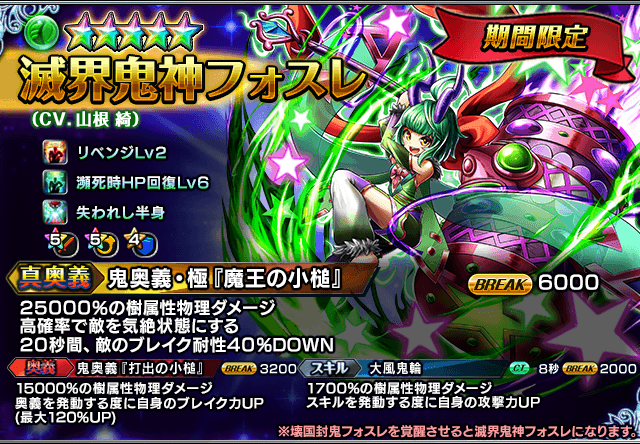 期間限定
滅界鬼神フォスレ
(CV.山根 綺)
リベンジLv2
瀕死時HP回復Lv6
失われし半身
5 5 4
真奥義 鬼奥義・極『魔王の小槌』 BREAK 6000
25000%の樹属性物理ダメージ
高確率で敵を気絶状態にする
20秒間、敵のブレイク耐性40%DOWN
奥義 鬼奥義『打出の小槌』 BREAK 3200
15000%の樹属性物理ダメージ
奥義を発動する度に自身のブレイク力UP
(最大120%UP)
スキル 大風鬼輪 CT 8秒 BREAK 2000
1700%の樹属性物理ダメージ
スキルを発動する度に自身の攻撃力UP
※壊国封鬼フォスレを覚醒させると滅界鬼神フォスレになります。